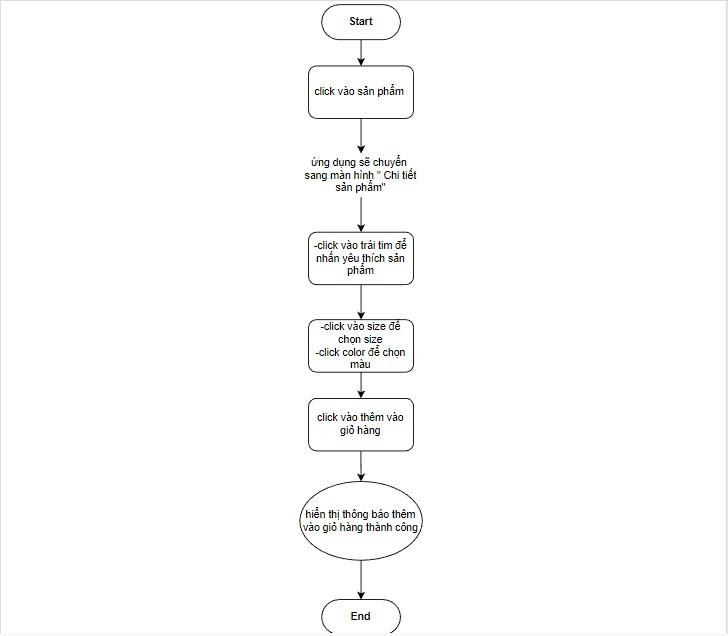 Start
click vào sản phẩm
ứng dụng sẽ chuyển
sang màn hình " Chi tiết
sản phẩm"
-click vào trái tim để
nhấn yêu thích sản
phẩm
-click vào size để
chọn size
-click color để chọn
màu
click vào thêm vào
giỏ hàng
hiển thị thông báo thêm
vào giỏ hàng thành công
End